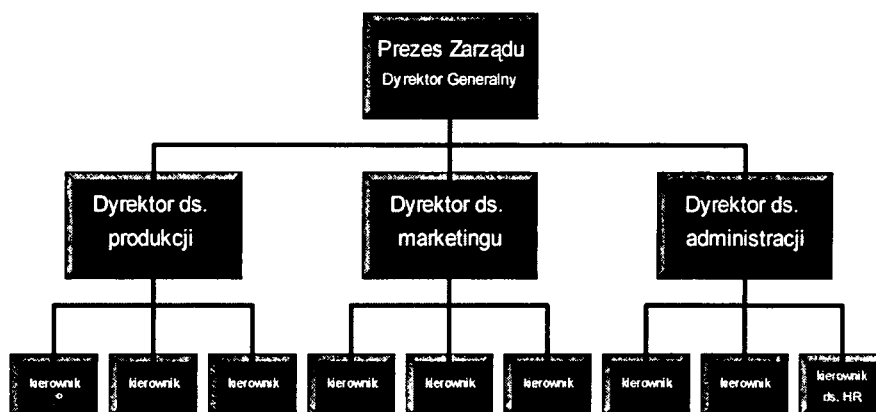 Prezes Zarządu
Dyrektor Generalny
Dyrektor ds.
produkcji
Dyrektor ds.
marketingu
Dyrektor ds.
administracji
kierownik
kierownik
kierownik
kierownik
kierownik
kierownik
kierownik
kierownik
kierownik
ds. HR